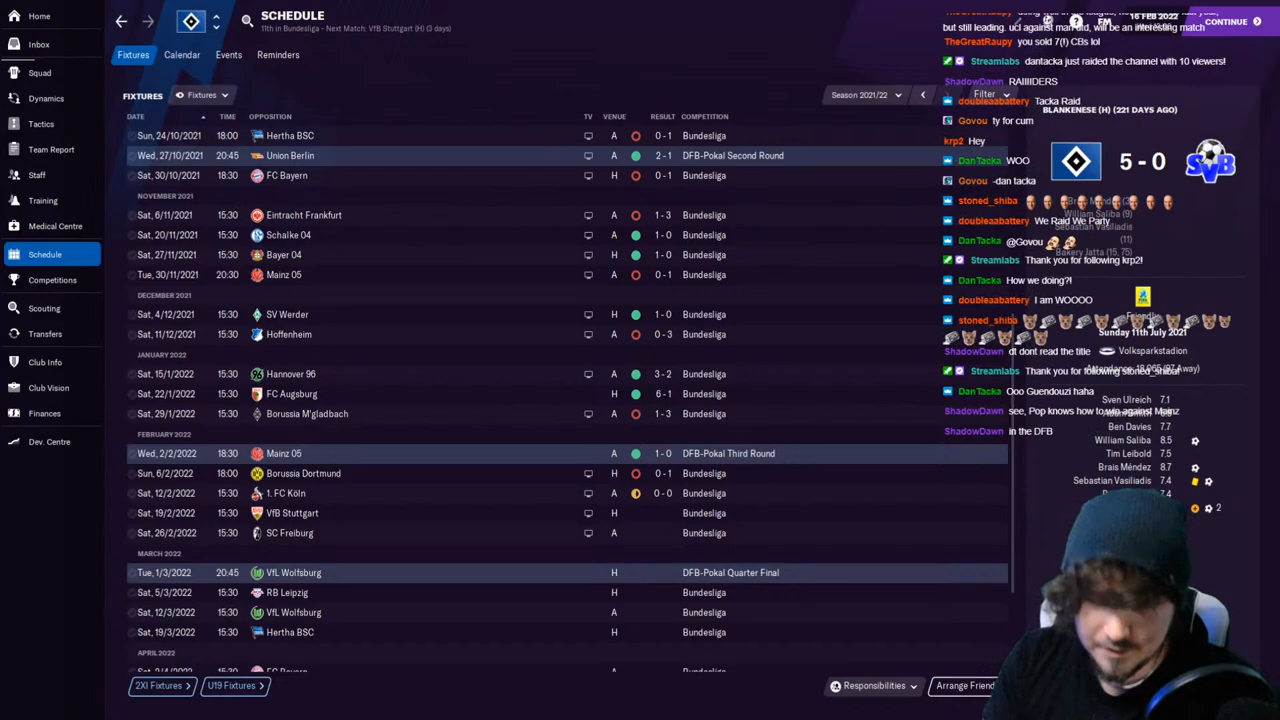 SCHEDULE
11th in Bundesliga - Next Match: VfB Stuttgart (H) (3 days)
16 FEB 2022
CONTINUE
Home
Inbox
Squad
Dynamics
Tactics
Team Report
Staff
Training
Medical Centre
Schedule
Competitions
Scouting
Transfers
Club Info
Club Vision
Finances
Dev. Centre
Fixtures Calendar Events Reminders
FIXTURES Fixtures Season 2021/22 Filter
DATE TIME OPPOSITION TV VENUE RESULT COMPETITION
Sun, 24/10/2021 18:00 Hertha BSC A 0 - 1 Bundesliga
Wed, 27/10/2021 20:45 Union Berlin A 2 - 1 DFB-Pokal Second Round
Sat, 30/10/2021 18:30 FC Bayern H 0 - 1 Bundesliga
NOVEMBER 2021
Sat, 6/11/2021 15:30 Eintracht Frankfurt A 1 - 3 Bundesliga
Sat, 20/11/2021 15:30 Schalke 04 A 1 - 0 Bundesliga
Sat, 27/11/2021 15:30 Bayer 04 H 1 - 0 Bundesliga
Tue, 30/11/2021 20:30 Mainz 05 A 0 - 1 Bundesliga
DECEMBER 2021
Sat, 4/12/2021 15:30 SV Werder H 1 - 0 Bundesliga
Sat, 11/12/2021 15:30 Hoffenheim A 0 - 3 Bundesliga
JANUARY 2022
Sat, 15/1/2022 15:30 Hannover 96 A 3 - 2 Bundesliga
Sat, 22/1/2022 15:30 FC Augsburg H 6 - 1 Bundesliga
Sat, 29/1/2022 15:30 Borussia M'gladbach A 1 - 3 Bundesliga
FEBRUARY 2022
Wed, 2/2/2022 18:30 Mainz 05 A 1 - 0 DFB-Pokal Third Round
Sun, 6/2/2022 18:00 Borussia Dortmund H 0 - 1 Bundesliga
Sat, 12/2/2022 15:30 1. FC Köln A 0 - 0 Bundesliga
Sat, 19/2/2022 15:30 VfB Stuttgart H Bundesliga
Sat, 26/2/2022 15:30 SC Freiburg A Bundesliga
MARCH 2022
Tue, 1/3/2022 20:45 VfL Wolfsburg H DFB-Pokal Quarter Final
Sat, 5/3/2022 15:30 RB Leipzig H Bundesliga
Sat, 12/3/2022 15:30 VfL Wolfsburg A Bundesliga
Sat, 19/3/2022 15:30 Hertha BSC H Bundesliga
APRIL 2022
2XI Fixtures U19 Fixtures Responsibilities Arrange Friend
but still leading. ucl against man utd, will be an interesting match
TheGreatRaupy you sold 7(!) CBs lol
Streamlabs: dantacka just raided the channel with 10 viewers!
ShadowDawn RAIIIIDERS
doubleaabattery Tacka Raid
BLANKENESE (H) (221 DAYS AGO)
Govou ty for cum
krp2 Hey
DanTacka WOO
5 - 0
SVB
Govou -dan tacka
stoned_shiba
William Saliba (9)
doubleaabattery We Raid We Party
Sebastian Vasiliadis
(11)
DanTacka @Govou
Bakery Jatta (15, 75)
Streamlabs: Thank you for following krp2!
DanTacka How we doing?!
doubleaabattery I am WOOOO
stoned_shiba
Friendly
Sunday 11th July 2021
ShadowDawn dt dont read the title
Volksparkstadion
Streamlabs: Thank you for following stoned_shiba!
DanTacka Ooo Guendouzi haha
Sven Ulreich 7.1
ShadowDawn see, Pop knows how to win against Mainz
Ben Davies 7.7
ShadowDawn in the DFB
William Saliba 8.5
Tim Leibold 7.5
Brais Méndez 8.7
Sebastian Vasiliadis 7.4
7.4
2